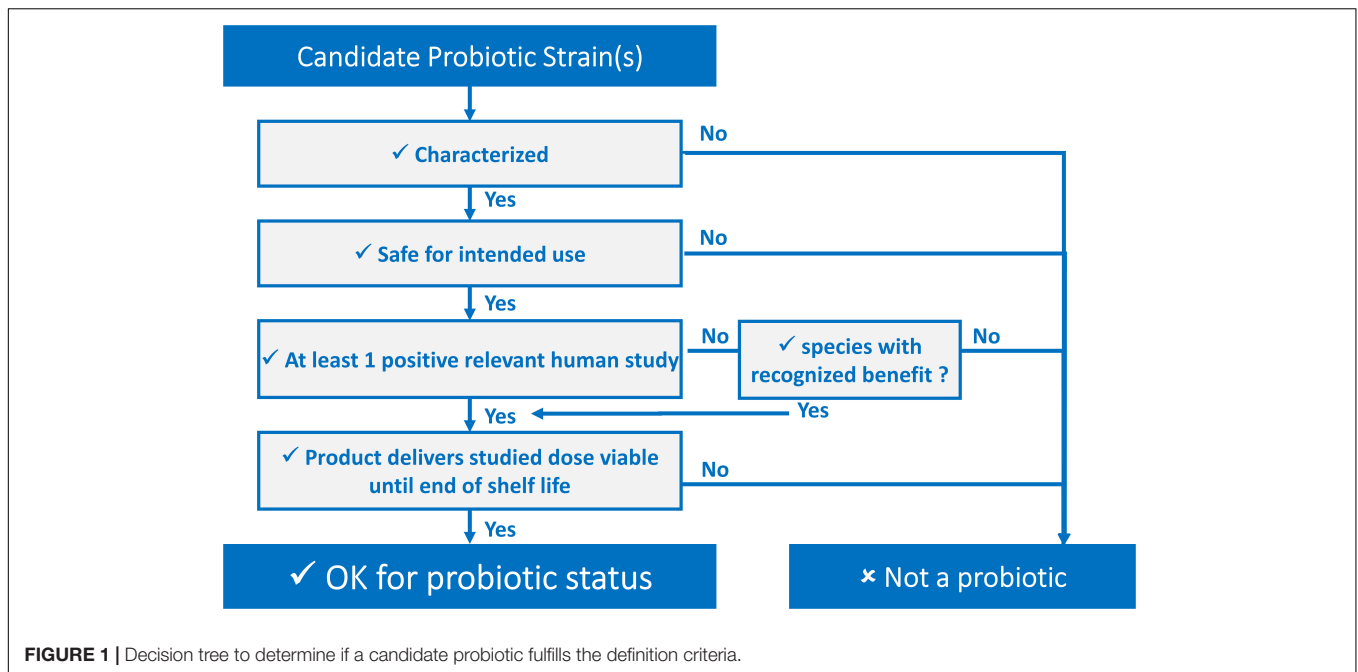 Candidate Probiotic Strain(s)
✓ Characterized
No
Yes
✓ Safe for intended use
No
Yes
✓ At least 1 positive relevant human study
No
✓ species with
recognized benefit ?
No
Yes
Yes
✓ Product delivers studied dose viable
until end of shelf life
No
Yes
✓ OK for probiotic status
× Not a probiotic
FIGURE 1 | Decision tree to determine if a candidate probiotic fulfills the definition criteria.